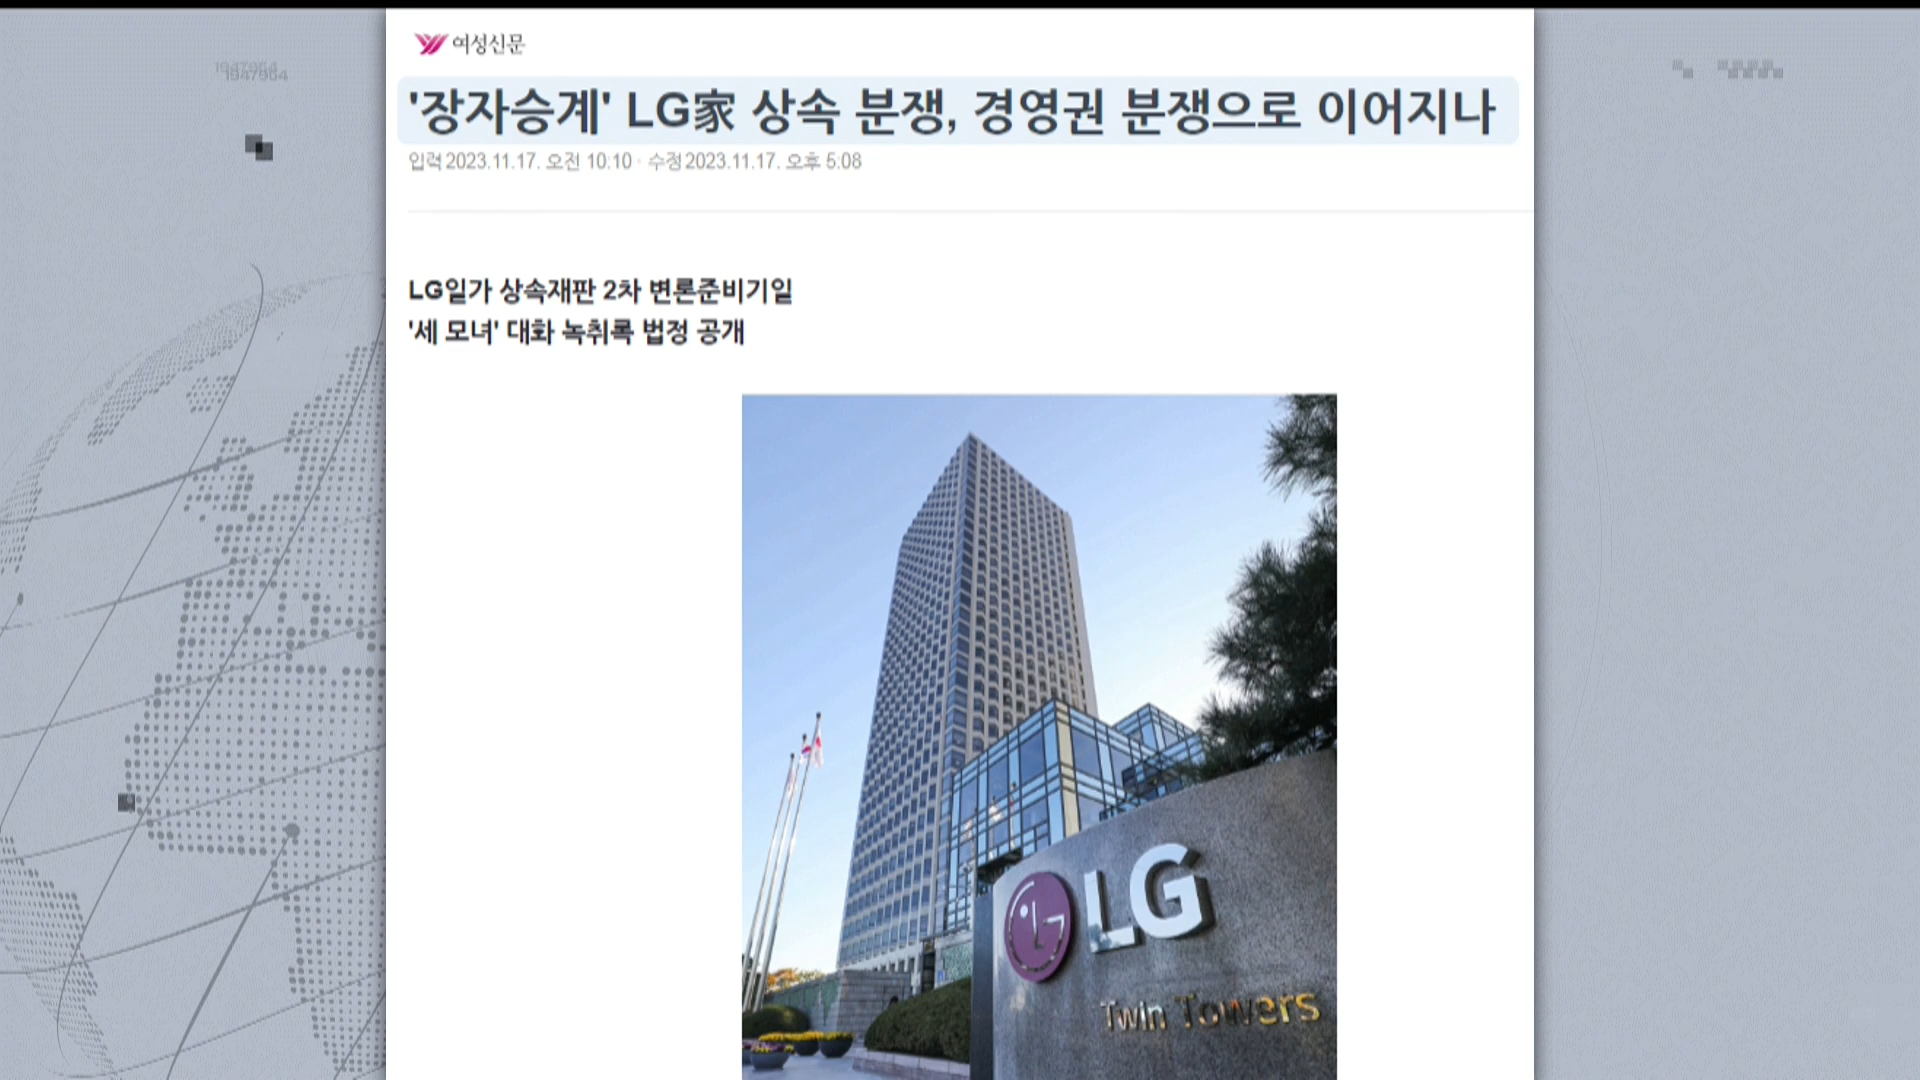 1947954
1947954
여성신문
'장자승계' LG家 상속 분쟁, 경영권 분쟁으로 이어지나
입력 2023.11.17. 오전 10:10 · 수정 2023.11.17. 오후 5:08
LG일가 상속재판 2차 변론준비기일
'세 모녀' 대화 녹취록 법정 공개
LG
Twin Towers